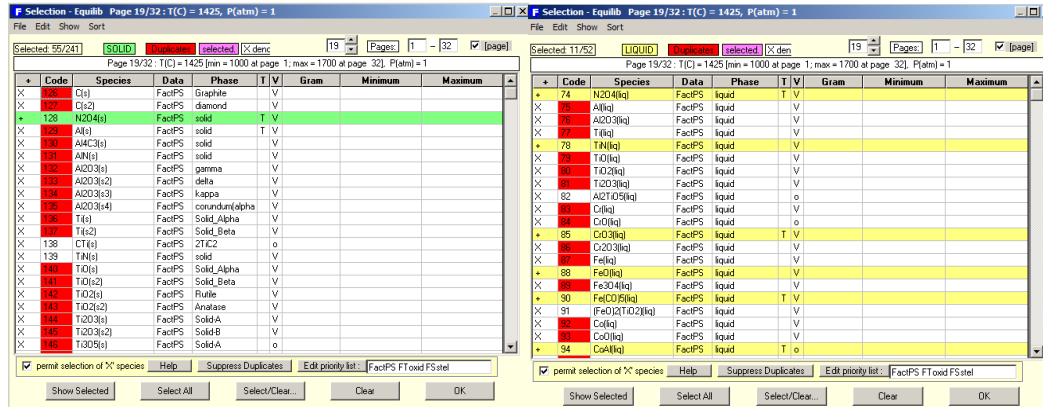 Selection - Equilib Page 19/32 : T(C) = 1425, P(atm) = 1
File Edit Show Sort
Selected: 55/241 SOLID Duplicates selected. X denc 19 Pages: 1 - 32 [page]
Page 19/32 : T(C) = 1425 [min = 1000 at page 1; max = 1700 at page 32], P(atm) = 1
+ Code Species Data Phase T V Gram Minimum Maximum
X 126 C(s) FactPS Graphite V
X 127 C(s2) FactPS diamond V
+ 128 N2O4(s) FactPS solid T V
X 129 Al(s) FactPS solid T V
X 130 Al4C3(s) FactPS solid V
X 131 AlN(s) FactPS solid V
X 132 Al2O3(s) FactPS gamma V
X 133 Al2O3(s2) FactPS delta V
X 134 Al2O3(s3) FactPS kappa V
X 135 Al2O3(s4) FactPS corundum(alpha V
X 136 Ti(s) FactPS Solid_Alpha V
X 137 Ti(s2) FactPS Solid_Beta V
X 138 CTi(s) FactPS 2TiC2 o
X 139 TiN(s) FactPS solid V
X 140 TiO(s) FactPS Solid_Alpha V
X 141 TiO(s2) FactPS Solid_Beta V
X 142 TiO2(s) FactPS Rutile V
X 143 TiO2(s2) FactPS Anatase V
X 144 Ti2O3(s) FactPS Solid-A V
X 145 Ti2O3(s2) FactPS Solid-B V
X 146 Ti3O5(s) FactPS Solid-A o
permit selection of 'X' species Help Suppress Duplicates Edit priority list : FactPS FToxid FSstel
Show Selected Select All Select/Clear... Clear OK
Selection - Equilib Page 19/32 : T(C) = 1425, P(atm) = 1
File Edit Show Sort
Selected: 11/52 LIQUID Duplicates selected. X den 19 Pages: 1 - 32 [page]
Page 19/32 : T(C) = 1425 [min = 1000 at page 1; max = 1700 at page 32], P(atm) = 1
+ Code Species Data Phase T V Gram Minimum Maximum
+ 74 N2O4(liq) FactPS liquid T V
X 75 Al(liq) FactPS liquid V
X 76 Al2O3(liq) FactPS liquid V
X 77 Ti(liq) FactPS liquid V
+ 78 TiN(liq) FactPS liquid V
X 79 TiO(liq) FactPS liquid V
X 80 TiO2(liq) FactPS liquid V
X 81 Ti2O3(liq) FactPS liquid V
X 82 Al2TiO5(liq) FactPS liquid o
X 83 Cr(liq) FactPS liquid V
X 84 CrO(liq) FactPS liquid o
+ 85 CrO3(liq) FactPS liquid T V
X 86 Cr2O3(liq) FactPS liquid V
X 87 Fe(liq) FactPS liquid V
+ 88 FeO(liq) FactPS liquid V
X 89 Fe3O4(liq) FactPS liquid V
+ 90 Fe(CO)5(liq) FactPS liquid T V
X 91 (FeO)2(TiO2)(liq) FactPS liquid V
X 92 Co(liq) FactPS liquid V
X 93 CoO(liq) FactPS liquid V
+ 94 CoAl(liq) FactPS liquid T o
permit selection of 'X' species Help Suppress Duplicates Edit priority list : FactPS FToxid FSstel
Show Selected Select All Select/Clear... Clear OK